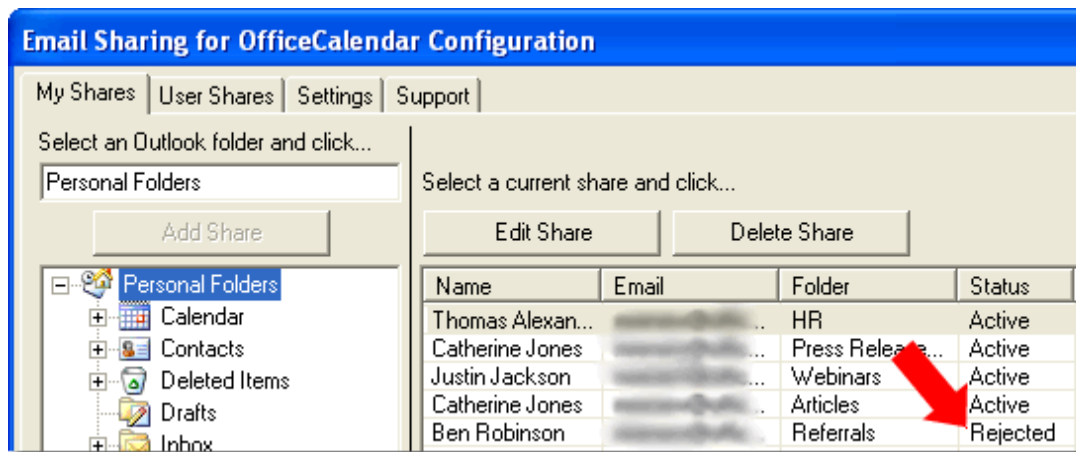 Email Sharing for OfficeCalendar Configuration
My Shares User Shares Settings Support
Select an Outlook folder and click...
Personal Folders
Add Share
Personal Folders
Calendar
Contacts
Deleted Items
Drafts
Inbox
Select a current share and click...
Edit Share Delete Share
Name Email Folder Status
Thomas Alexan... ... HR Active
Catherine Jones ... Press Release... Active
Justin Jackson ... Webinars Active
Catherine Jones ... Articles Active
Ben Robinson ... Referrals Rejected